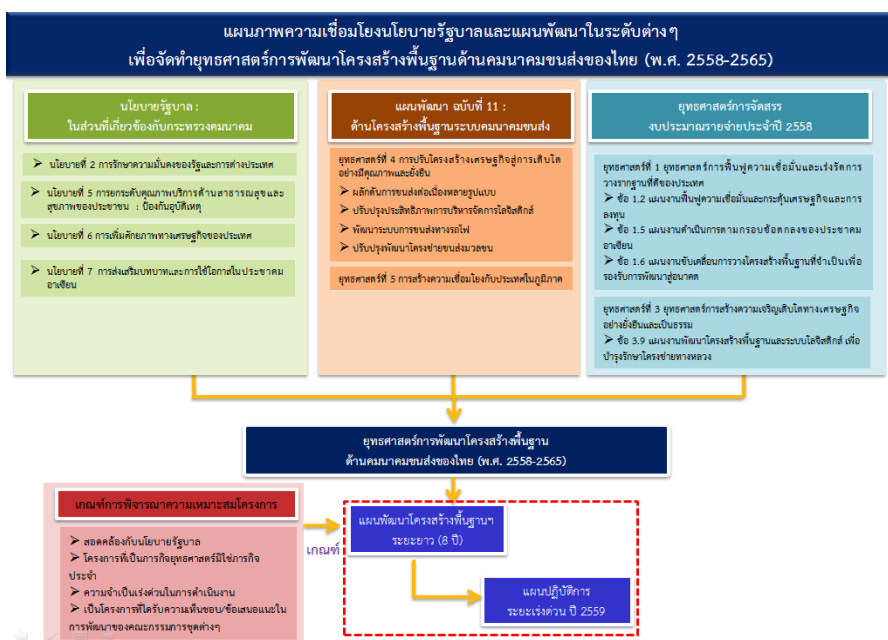 แผนภาพความเชื่อมโยงนโยบายรัฐบาลและแผนพัฒนาในระดับต่างๆ
เพื่อจัดทำยุทธศาสตร์การพัฒนาโครงสร้างพื้นฐานด้านคมนาคมขนส่งของไทย (พ.ศ. 2558-2565)
นโยบายรัฐบาล :
ในส่วนที่เกี่ยวข้องกับกระทรวงคมนาคม
➢ นโยบาย 2 การรักษาความมั่นคงของรัฐและการต่างประเทศ
➢ นโยบายที่ 5 การยกระดับคุณภาพบริการด้านสาธารณสุขและ
สุขภาพของประชาชน : ป้องกันอุบัติเหตุ
➢ นโยบายที่ 6 การเพิ่มศักยภาพทางเศรษฐกิจของประเทศ
➢ นโยบายที่ 7 การส่งเสริมบทบาทและการใช้โอกาสในประชาคม
อาเซียน
แผนพัฒนา ฉบับที่ 11 :
ด้านโครงสร้างพื้นฐานระบบคมนาคมขนส่ง
ยุทธศาสตร์ที่ 4 การปรับโครงสร้างเศรษฐกิจสู่การเติบโต
อย่างมีคุณภาพและยั่งยืน
➢ ผลักดันการขนส่งต่อเนื่องหลายรูปแบบ
➢ ปรับปรุงประสิทธิภาพการบริหารจัดการโลจิสติกส์
➢ พัฒนาระบบการขนส่งทางรถไฟ
➢ ปรับปรุงพัฒนาโครงข่ายขนส่งมวลชน
ยุทธศาสตร์ที่ 5 การสร้างความเชื่อมโยงกับประเทศในภูมิภาค
ยุทธศาสตร์การจัดสรร
งบประมาณรายจ่ายประจำปี 2558
ยุทธศาสตร์ที่ 1 ยุทธศาสตร์การฟื้นฟูความเชื่อมั่นและเร่งรัดการ
วางรากฐานที่ดีของประเทศ
➢ ข้อ 1.2 แผนงานฟื้นฟูความเชื่อมั่นและกระตุ้นเศรษฐกิจและการ
ลงทุน
➢ ข้อ 1.5 แผนงานดำเนินการตามกรอบข้อตกลงของประชาคม
อาเซียน
➢ ข้อ 1.6 แผนงานขับเคลื่อนการวางโครงสร้างพื้นฐานที่จำเป็นเพื่อ
รองรับการพัฒนาสู่อนาคต
ยุทธศาสตร์ที่ 3 ยุทธศาสตร์การสร้างความเจริญเติบโตทางเศรษฐกิจ
อย่างยั่งยืนและเป็นธรรม
➢ ข้อ 3.9 แผนงานพัฒนาโครงสร้างพื้นฐานและระบบโลจิสติกส์ เพื่อ
บำรุงรักษาโครงข่ายทางหลวง
ยุทธศาสตร์การพัฒนาโครงสร้างพื้นฐาน
ด้านคมนาคมขนส่งของไทย (พ.ศ. 2558-2565)
เกณฑ์การพิจารณาความเหมาะสมโครงการ
➢ สอดคล้องกับนโยบายรัฐบาล
➢ โครงการที่เป็นภารกิจยุทธศาสตร์มิใช่ภารกิจ
ประจำ
➢ ความจำเป็นเร่งด่วนในการดำเนินงาน
➢ เป็นโครงการที่ได้รับความเห็นชอบ/ข้อเสนอแนะใน
การพัฒนาของคณะกรรมการชุดต่างๆ
เกณฑ์
แผนพัฒนาโครงสร้างพื้นฐานฯ
ระยะยาว (8 ปี)
แผนปฏิบัติการ
ระยะเร่งด่วน ปี 2559